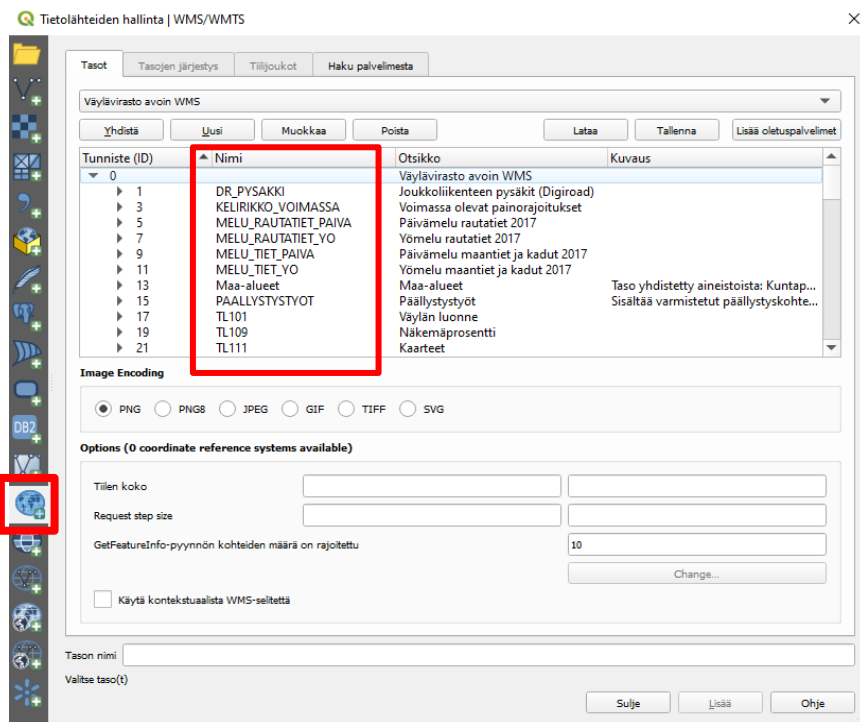 Tietolähteiden hallinta | WMS/WMTS
Tasot Tasojen järjestys Tiilijoukot Haku palvelimesta
Väylävirasto avoin WMS
Yhdistä Uusi Muokkaa Poista Lataa Tallenna Lisää oletuspalvelimet
Tunniste (ID) Nimi Otsikko Kuvaus
0 Väylävirasto avoin WMS
1 DR_PYSAKKI Joukkoliikenteen pysäkit (Digiroad)
3 KELIRIKKO_VOIMASSA Voimassa olevat painorajoitukset
5 MELU_RAUTATIET_PAIVA Päivämelu rautatiet 2017
7 MELU_RAUTATIET_YO Yömelu rautatiet 2017
9 MELU_TIET_PAIVA Päivämelu maantiet ja kadut 2017
11 MELU_TIET_YO Yömelu maantiet ja kadut 2017
13 Maa-alueet Maa-alueet Taso yhdistetty aineistoista: Kuntap...
15 PAALLYSTYSTYOT Päällystystyöt Sisältää varmistetut päällystyskohte...
17 TL101 Väylän luonne
19 TL109 Näkemäprosentti
21 TL111 Kaarteet
Image Encoding
PNG PNG8 JPEG GIF TIFF SVG
Options (0 coordinate reference systems available)
Tiilen koko
Request step size
GetFeatureInfo-pyynnön kohteiden määrä on rajoitettu 10
Change...
Käytä kontekstuaalista WMS-selitettä
DB2
Tason nimi
Valitse taso(t)
Sulje Lisää Ohje